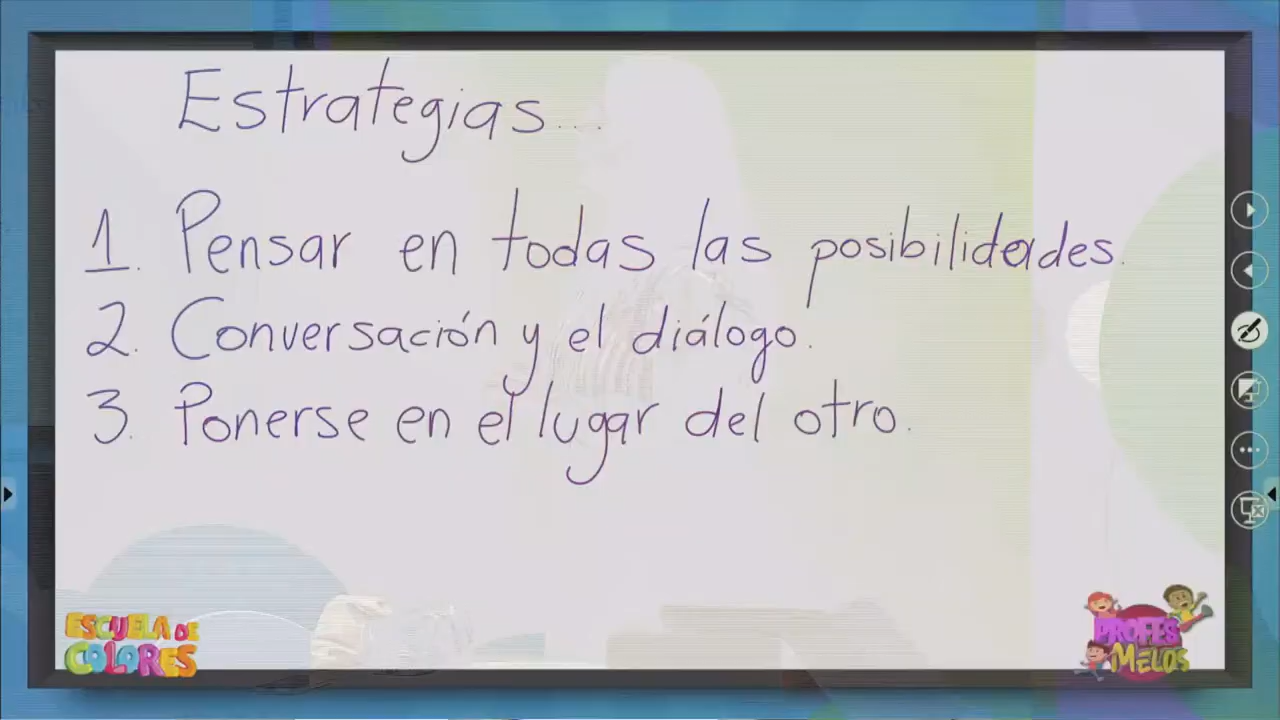 Estrategias...
1. Pensar en todas las posibilidades.
2. Conversación y el diálogo.
3. Ponerse en el lugar del otro.
ESCUELA DE
COLORES
PROFES
MELOS